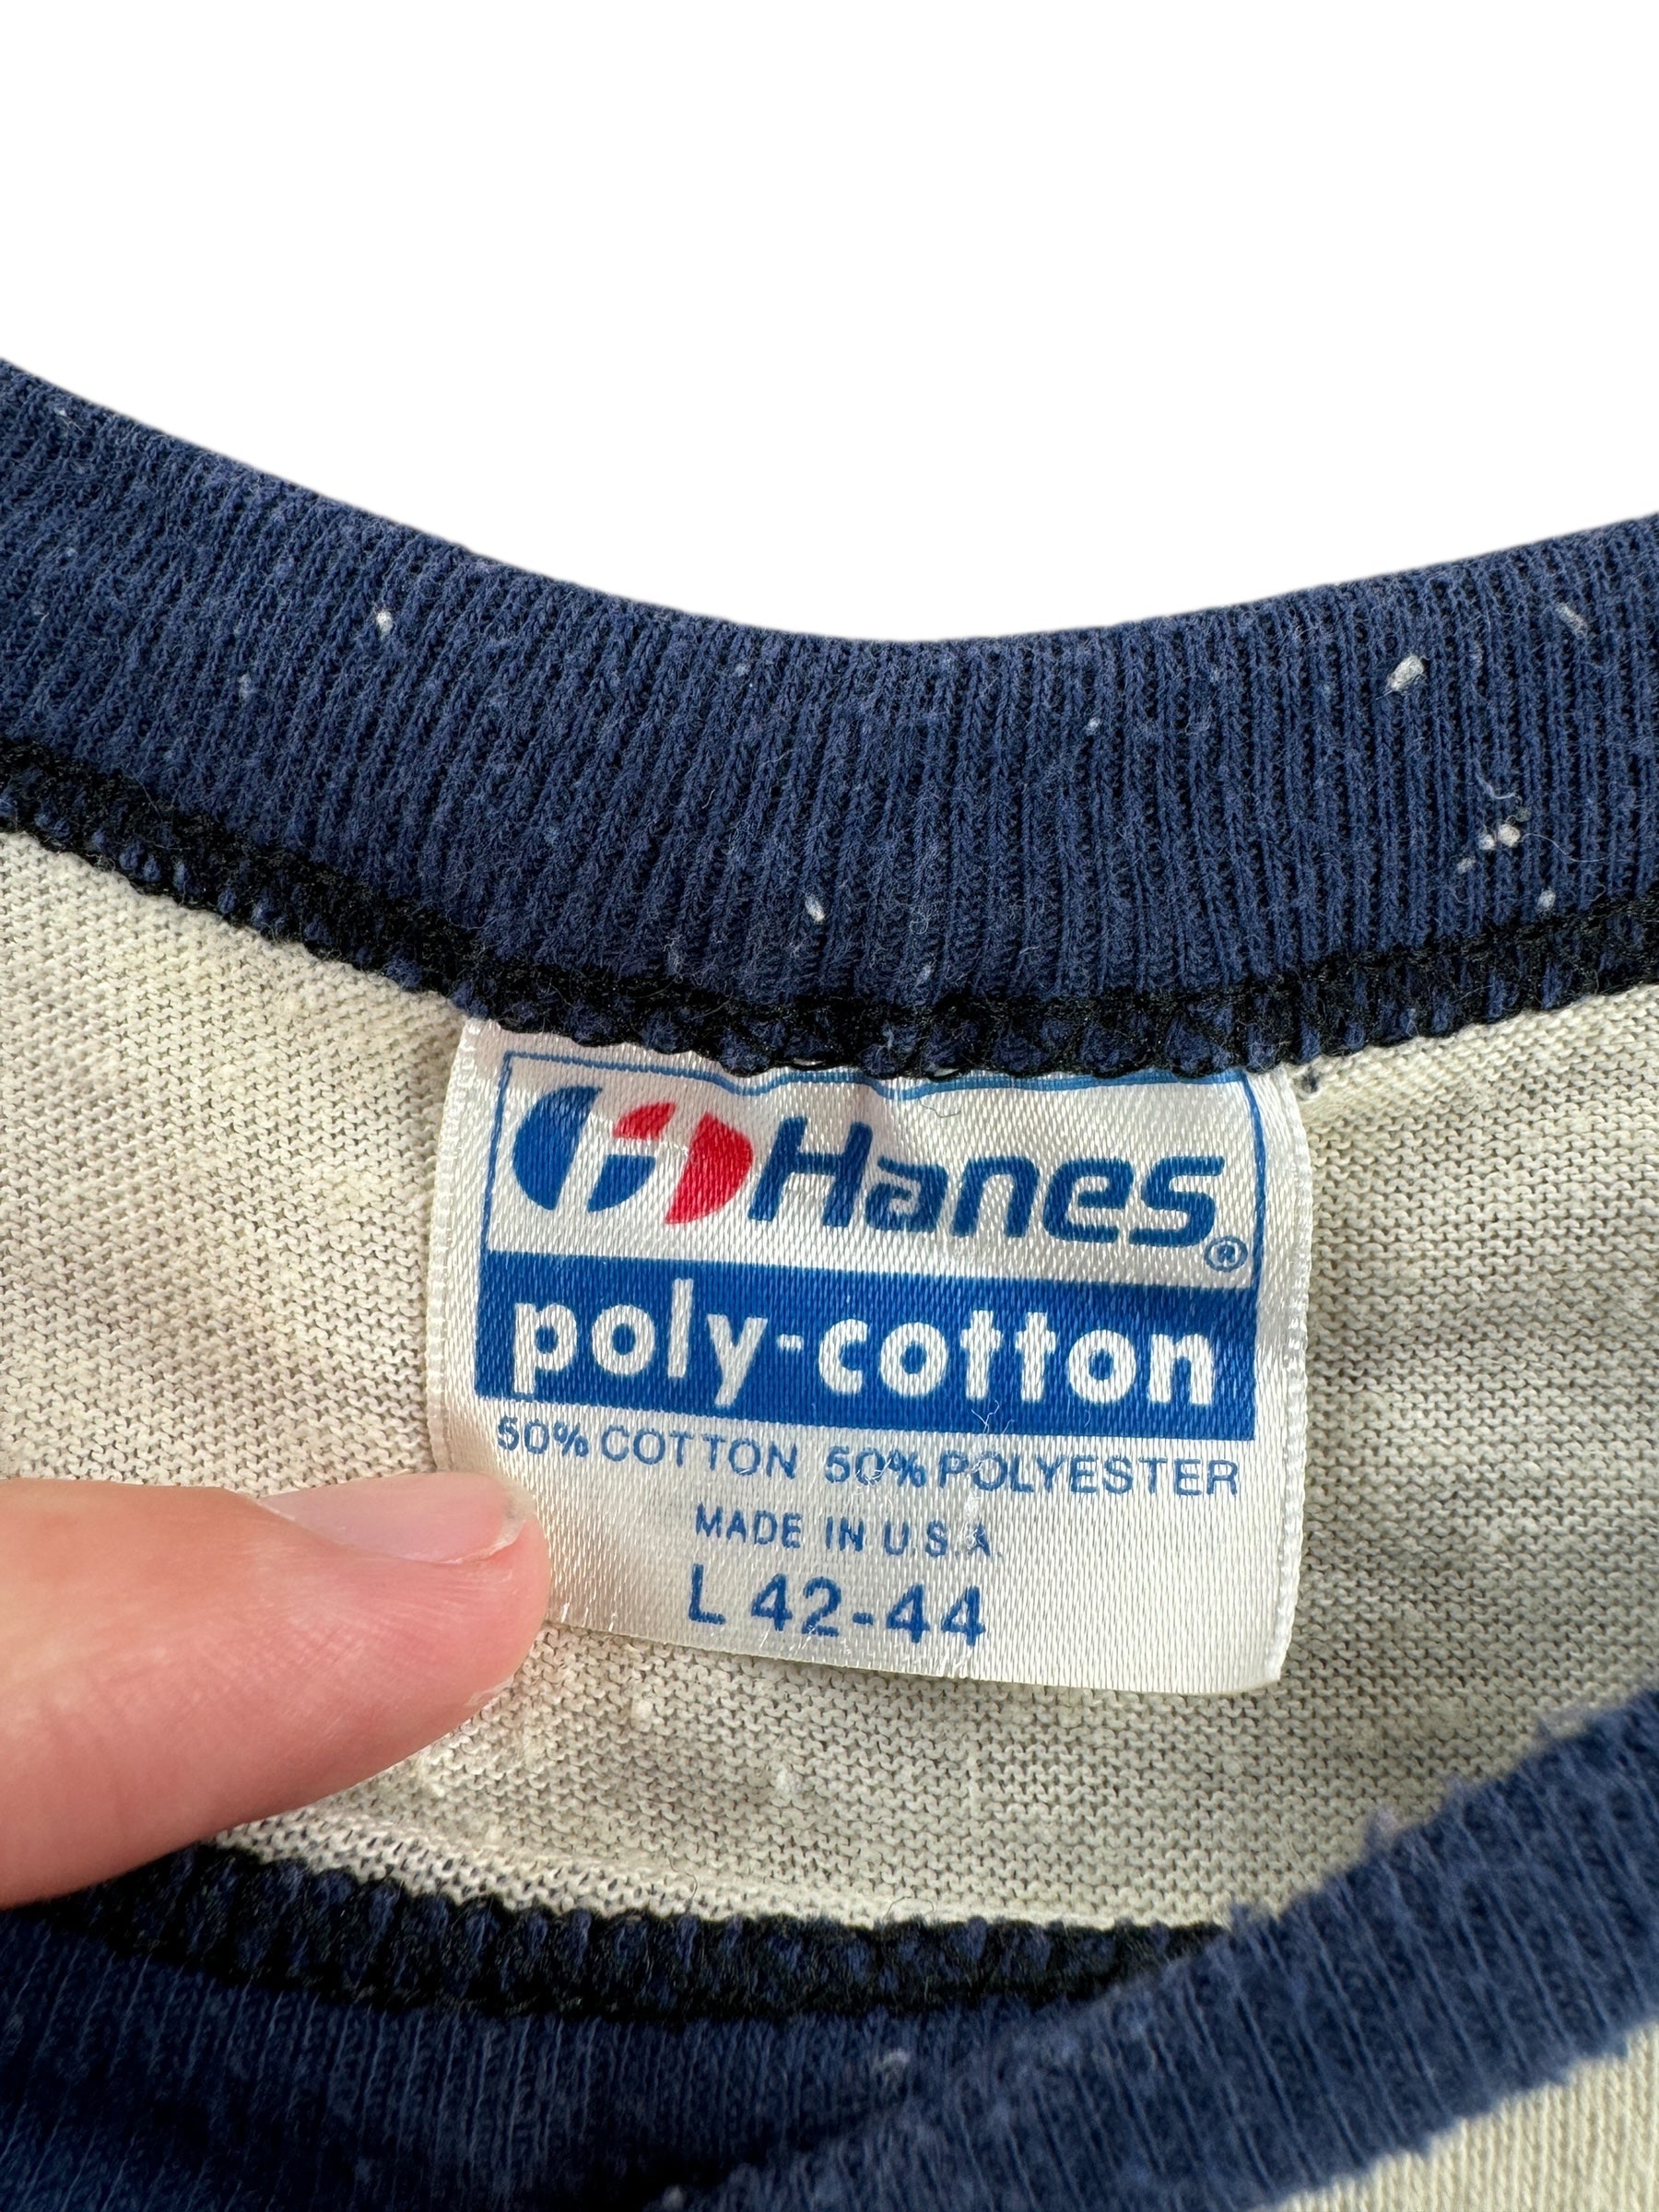 Hanes®
poly-cotton
50% COTTON 50% POLYESTER
MADE IN U.S.A.
L 42-44